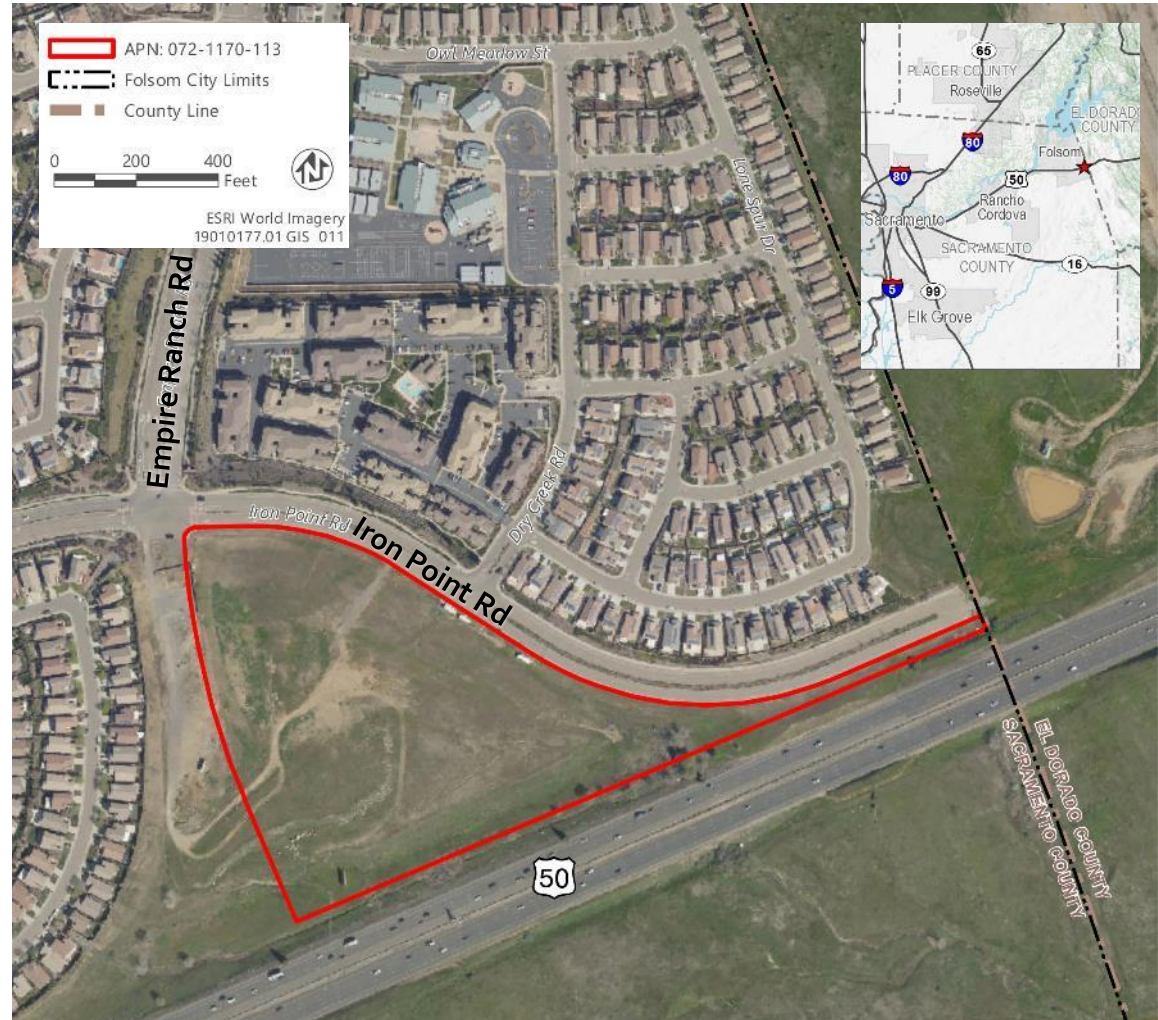 APN: 072-1170-113
Folsom City Limits
County Line
0 200 400
Feet
N
ESRI World Imagery
19010177.01 GIS 011
Owl Meadow St
Lone Spur Dr
Empire Ranch Rd
Iron Point Rd
Iron Point Rd
Dry Creek Rd
50
EL DORADO COUNTY
SACRAMENTO COUNTY
65
PLACER COUNTY
Roseville
EL DORAD
COUNTY
80
Folsom
80
50
Rancho
Cordova
Sacramento
SACRAMENTO
COUNTY
16
5
99
Elk Grove